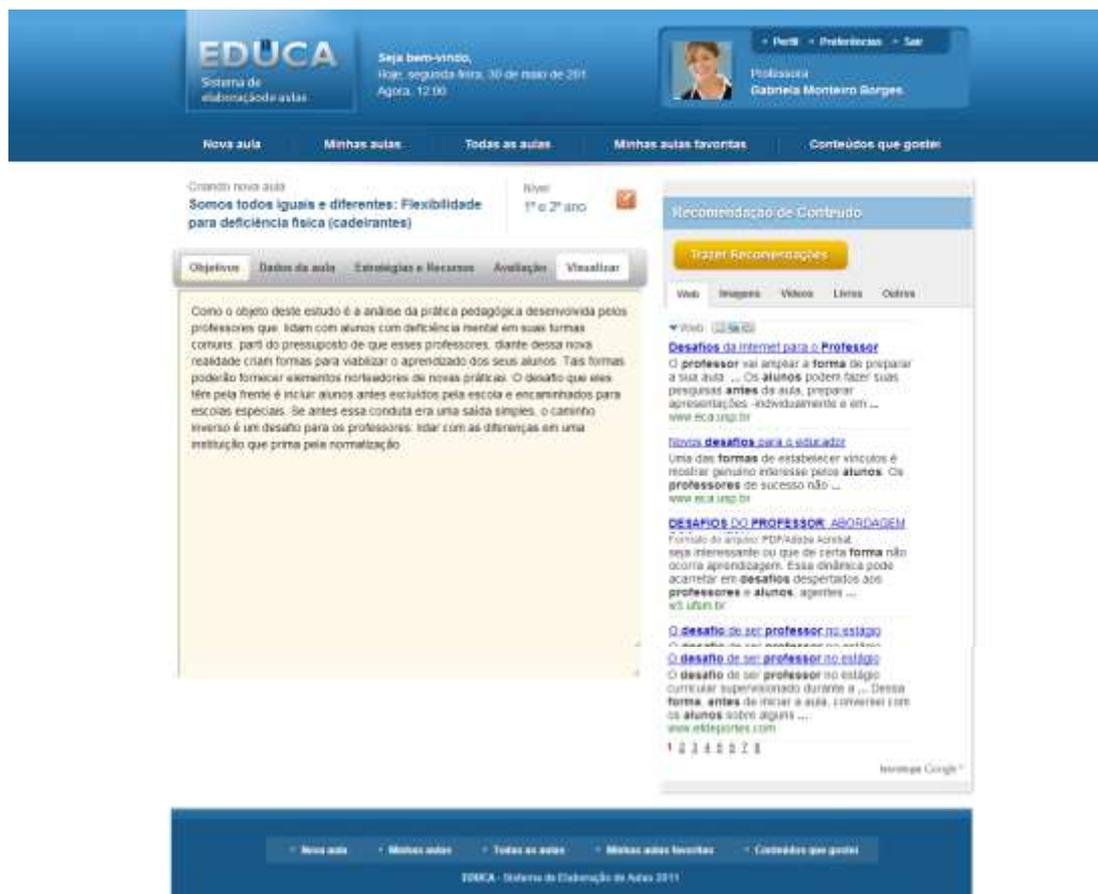 EDUCA
Sistema de
elaboraçãode aulas
Seja bem-vindo,
Hoje, segunda-feira, 30 de maio de 201
Agora, 12:00
Perfil Preferências Sair
Professora
Gabriela Monteiro Borges
Nova aula Minhas aulas Todas as aulas Minhas aulas favoritas Conteúdos que gostei
Criando nova aula
Somos todos iguais e diferentes: Flexibilidade
para deficiência física (cadeirantes)
Nível
1º e 2º ano
Objetivos Dados da aula Estratégias e Recursos Avaliação Visualizar
Como o objeto deste estudo é a análise da prática pedagógica desenvolvida pelos
professores que lidam com alunos com deficiência mental em suas formas
comuns, parti do pressuposto de que esses professores, diante dessa nova
realidade criam formas para viabilizar o aprendizado dos seus alunos. Tais formas
poderão fornecer elementos norteadores de novas práticas. O desafio que eles
têm pela frente é incluir alunos antes excluídos pela escola e encaminhados para
escolas especiais. Se antes essa conduta era uma saída simples, o caminho
inverso é um desafio para os professores: lidar com as diferenças em uma
instituição que prima pela normatização
Recomendação de Conteúdo
Trazer Recomendações
Web Imagens Vídeos Livros Outros
Web
Desafios da internet para o Professor
O professor vai ampliar a forma de preparar
a sua aula ... Os alunos podem fazer suas
pesquisas antes da aula, preparar
apresentações -individualmente e em ...
www.eca.usp.br
Novos desafios para o educador
Uma das formas de estabelecer vínculos é
mostrar genuíno interesse pelos alunos. Os
professores de sucesso não ...
www.eca.usp.br
DESAFIOS DO PROFESSOR: ABORDAGEM
Formato do arquivo: PDF/Adobe Acrobat
seja interessante ou que de certa forma não
ocorra aprendizagem. Essa dinâmica pode
acarretar em desafios despertados aos
professores e alunos, agentes ...
w3.ufsm.br
O desafio de ser professor no estágio
O desafio de ser professor no estágio
O desafio de ser professor no estágio
O desafio de ser professor no estágio
curricular supervisionado durante a ... Dessa
forma, antes de iniciar a aula, conversei com
os alunos sobre alguns ...
www.efdeportes.com
1 2 3 4 5 6 7 8
Google
Nova aula Minhas aulas Todas as aulas Minhas aulas favoritas Conteúdos que gostei
EDUCA - Sistema de Elaboração de Aulas 2011